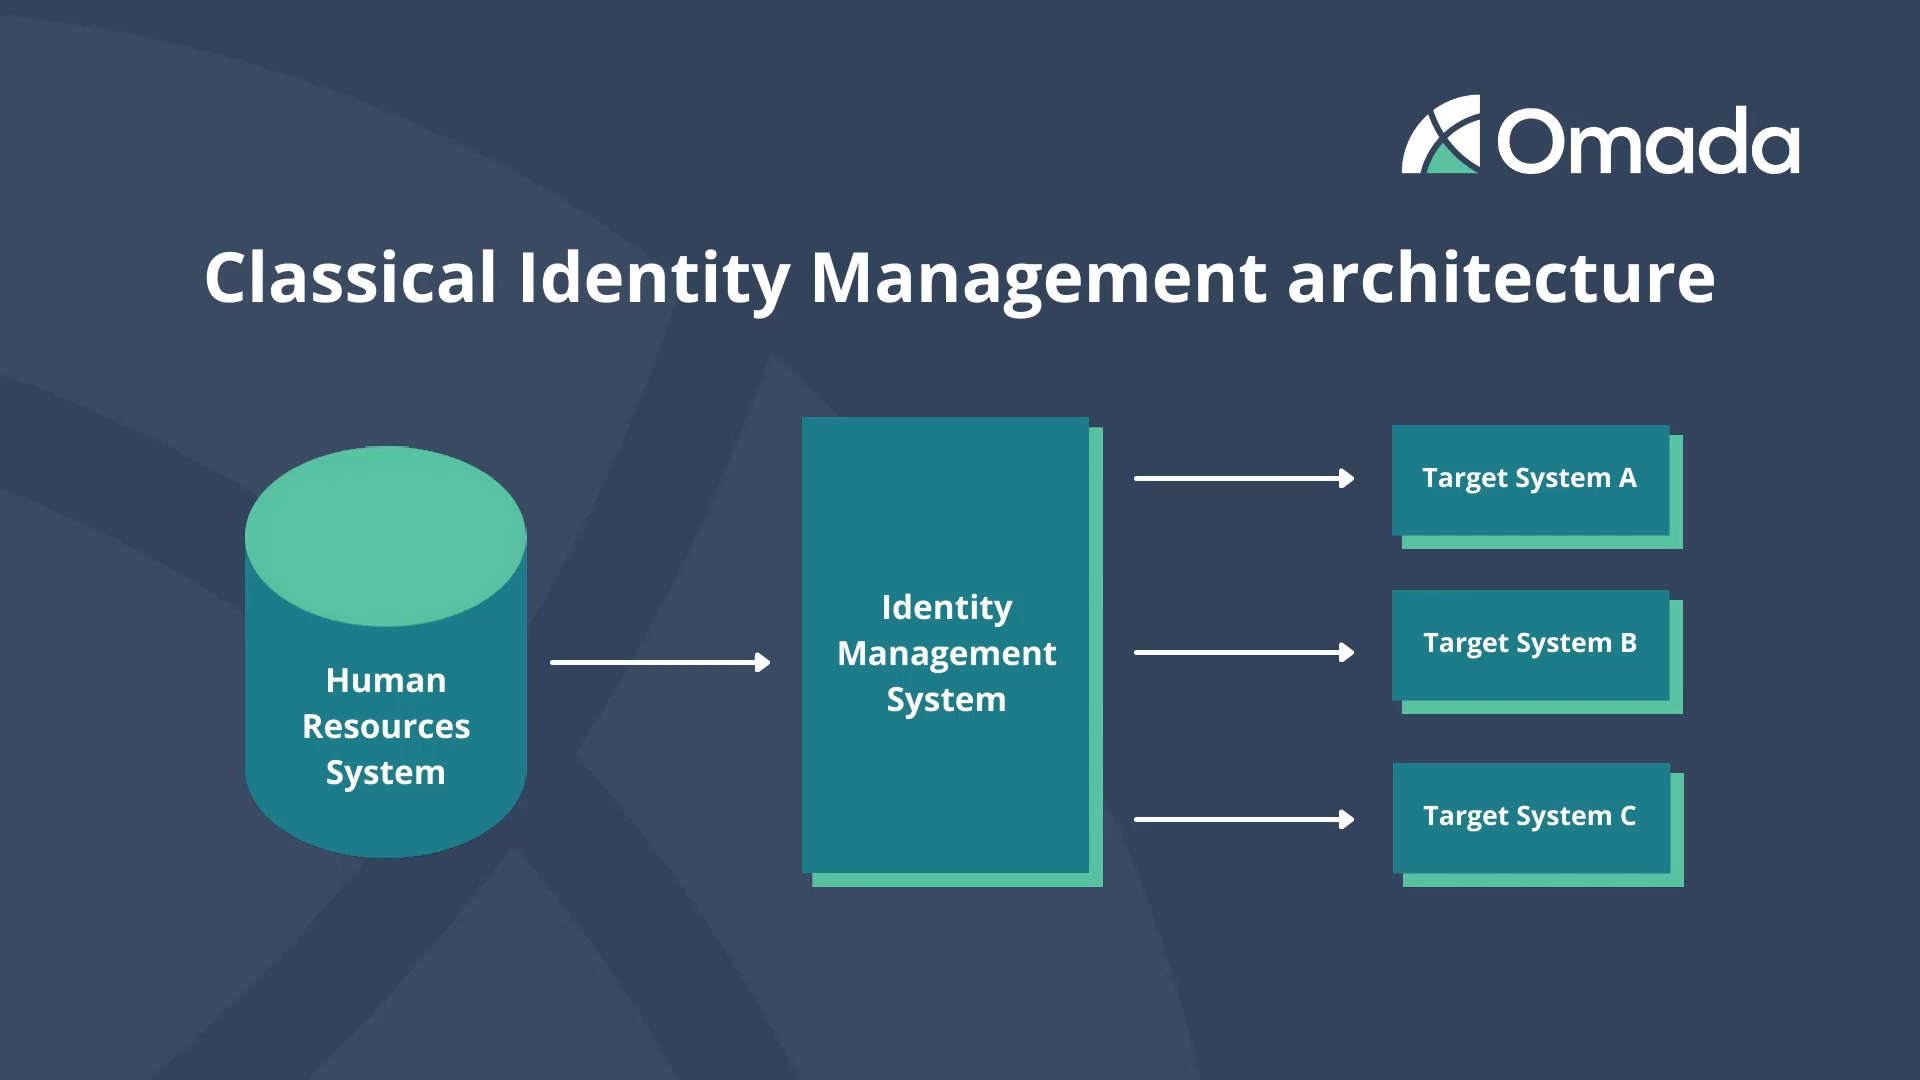 Omada
Classical Identity Management architecture
Human
Resources
System
Identity
Management
System
Target System A
Target System B
Target System C